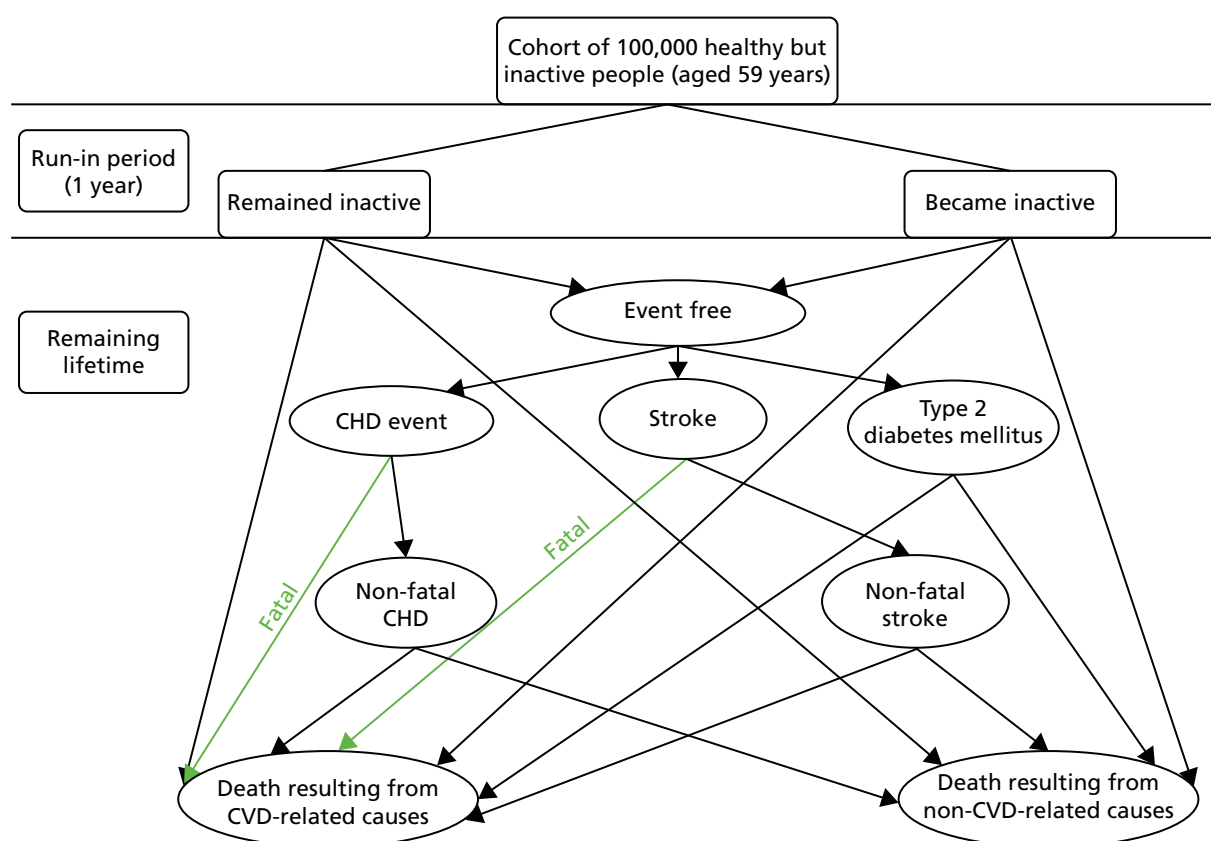 Cohort of 100,000 healthy but
inactive people (aged 59 years)
Run-in period
(1 year)
Remained inactive
Became inactive
Remaining
lifetime
Event free
CHD event
Stroke
Type 2
diabetes mellitus
Fatal
Fatal
Non-fatal
CHD
Non-fatal
stroke
Death resulting from
CVD-related causes
Death resulting from
non-CVD-related causes